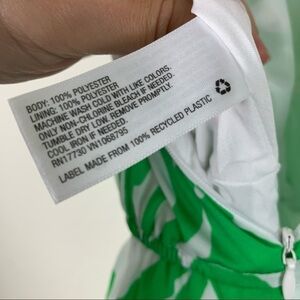 BODY: 100% POLYESTER
LINING: 100% POLYESTER
MACHINE WASH COLD WITH LIKE COLORS.
ONLY NON-CHLORINE BLEACH IF NEEDED.
TUMBLE DRY LOW. REMOVE PROMPTLY.
COOL IRON IF NEEDED.
RN17730 VN1068795
LABEL MADE FROM 100% RECYCLED PLASTIC